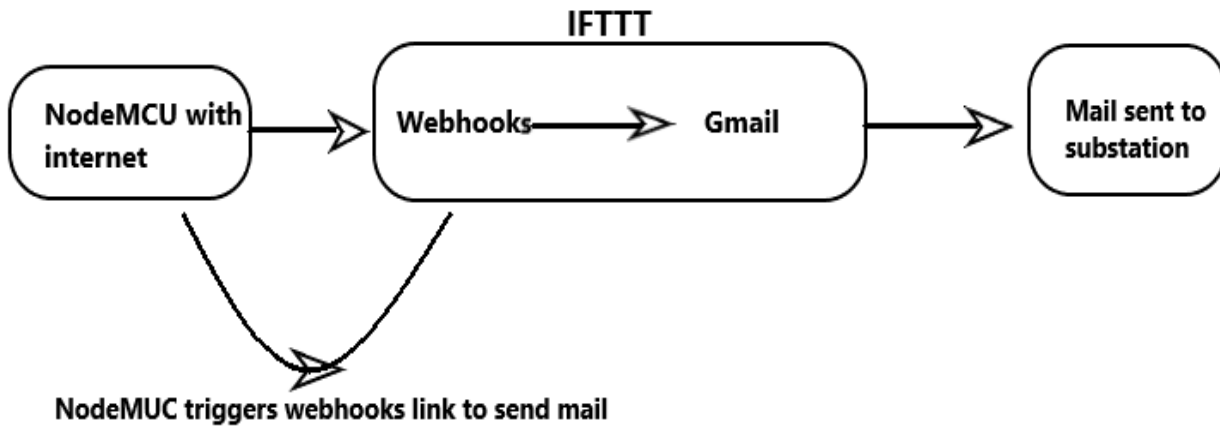 IFTTT
NodeMCU with
internet
Webhooks
Gmail
Mail sent to
substation
NodeMUC triggers webhooks link to send mail